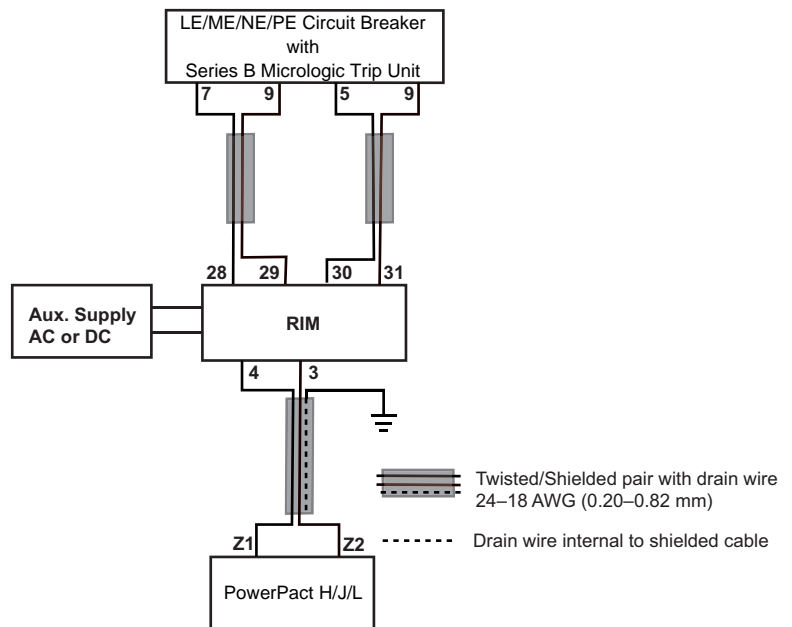 LE/ME/NE/PE Circuit Breaker
with
Series B Micrologic Trip Unit
7 9 5 9
28 29 30 31
Aux. Supply
AC or DC
RIM
4 3
Twisted/Shielded pair with drain wire
24–18 AWG (0.20–0.82 mm)
Drain wire internal to shielded cable
Z1 Z2
PowerPact H/J/L